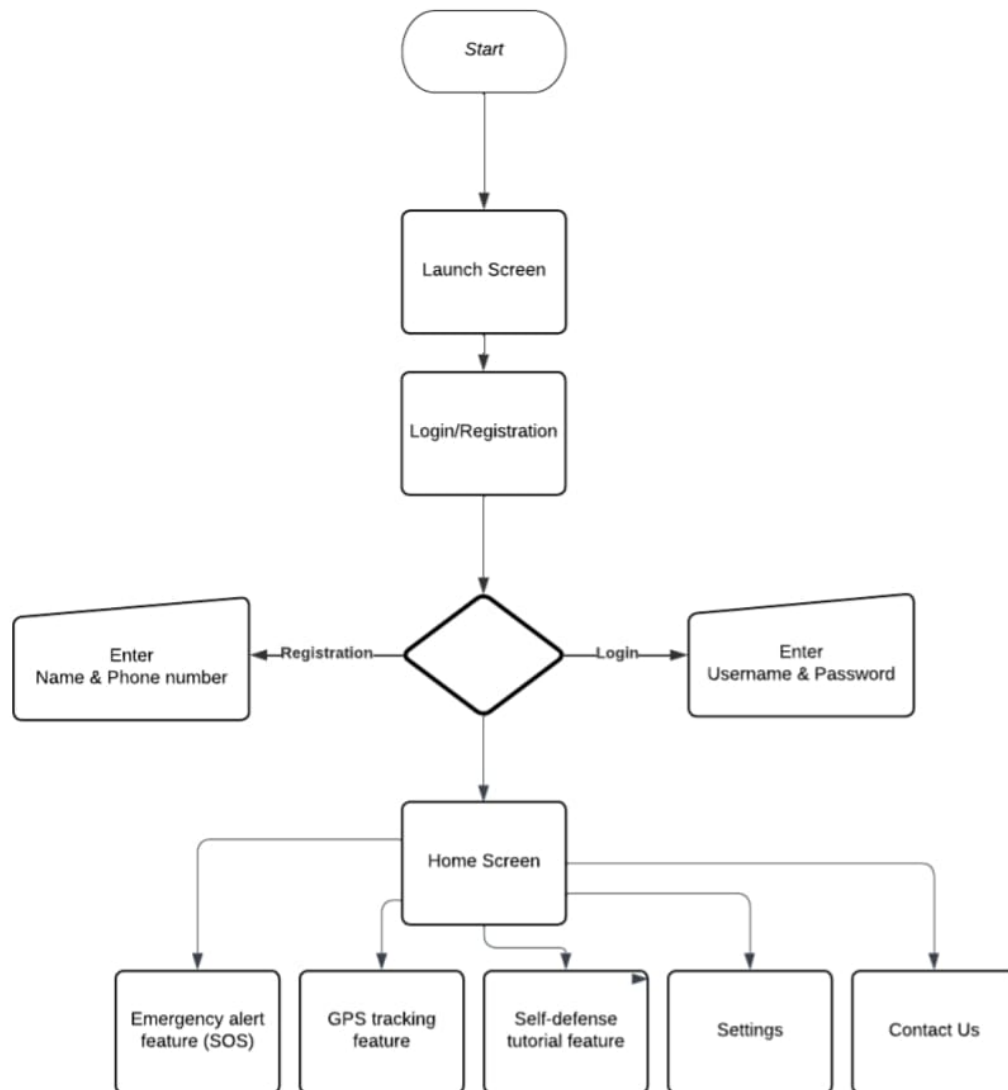 Start
Launch Screen
Login/Registration
Enter
Name & Phone number
Registration
Login
Enter
Username & Password
Home Screen
Emergency alert
feature (SOS)
GPS tracking
feature
Self-defense
tutorial feature
Settings
Contact Us